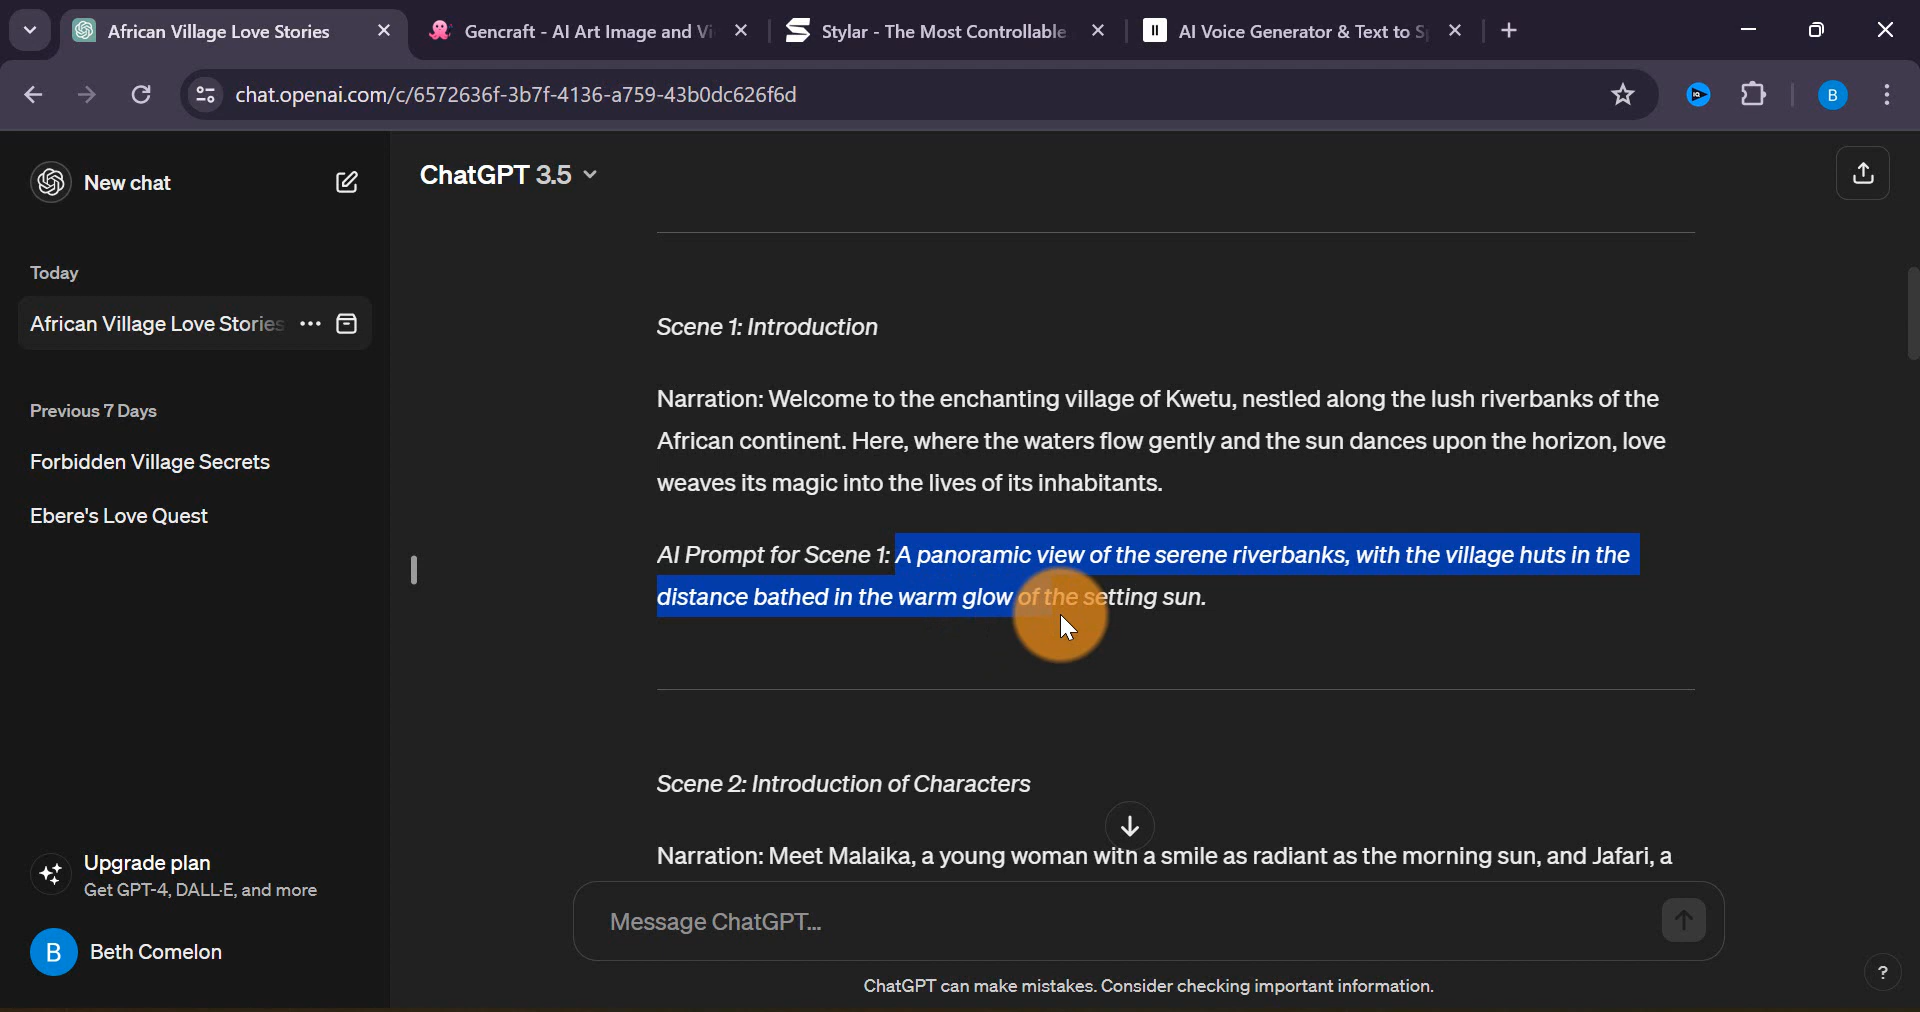 African Village Love Stories
Gencraft - AI Art Image and Vi
Stylar - The Most Controllable
AI Voice Generator & Text to S
chat.openai.com/c/6572636f-3b7f-4136-a759-43b0dc626f6d
B
New chat
ChatGPT 3.5
Today
African Village Love Stories
Previous 7 Days
Forbidden Village Secrets
Ebere's Love Quest
Scene 1: Introduction
Narration: Welcome to the enchanting village of Kwetu, nestled along the lush riverbanks of the
African continent. Here, where the waters flow gently and the sun dances upon the horizon, love
weaves its magic into the lives of its inhabitants.
AI Prompt for Scene 1: A panoramic view of the serene riverbanks, with the village huts in the
distance bathed in the warm glow of the setting sun.
Scene 2: Introduction of Characters
Narration: Meet Malaika, a young woman with a smile as radiant as the morning sun, and Jafari, a
Upgrade plan
Get GPT-4, DALL·E, and more
B Beth Comelon
Message ChatGPT...
ChatGPT can make mistakes. Consider checking important information.
?